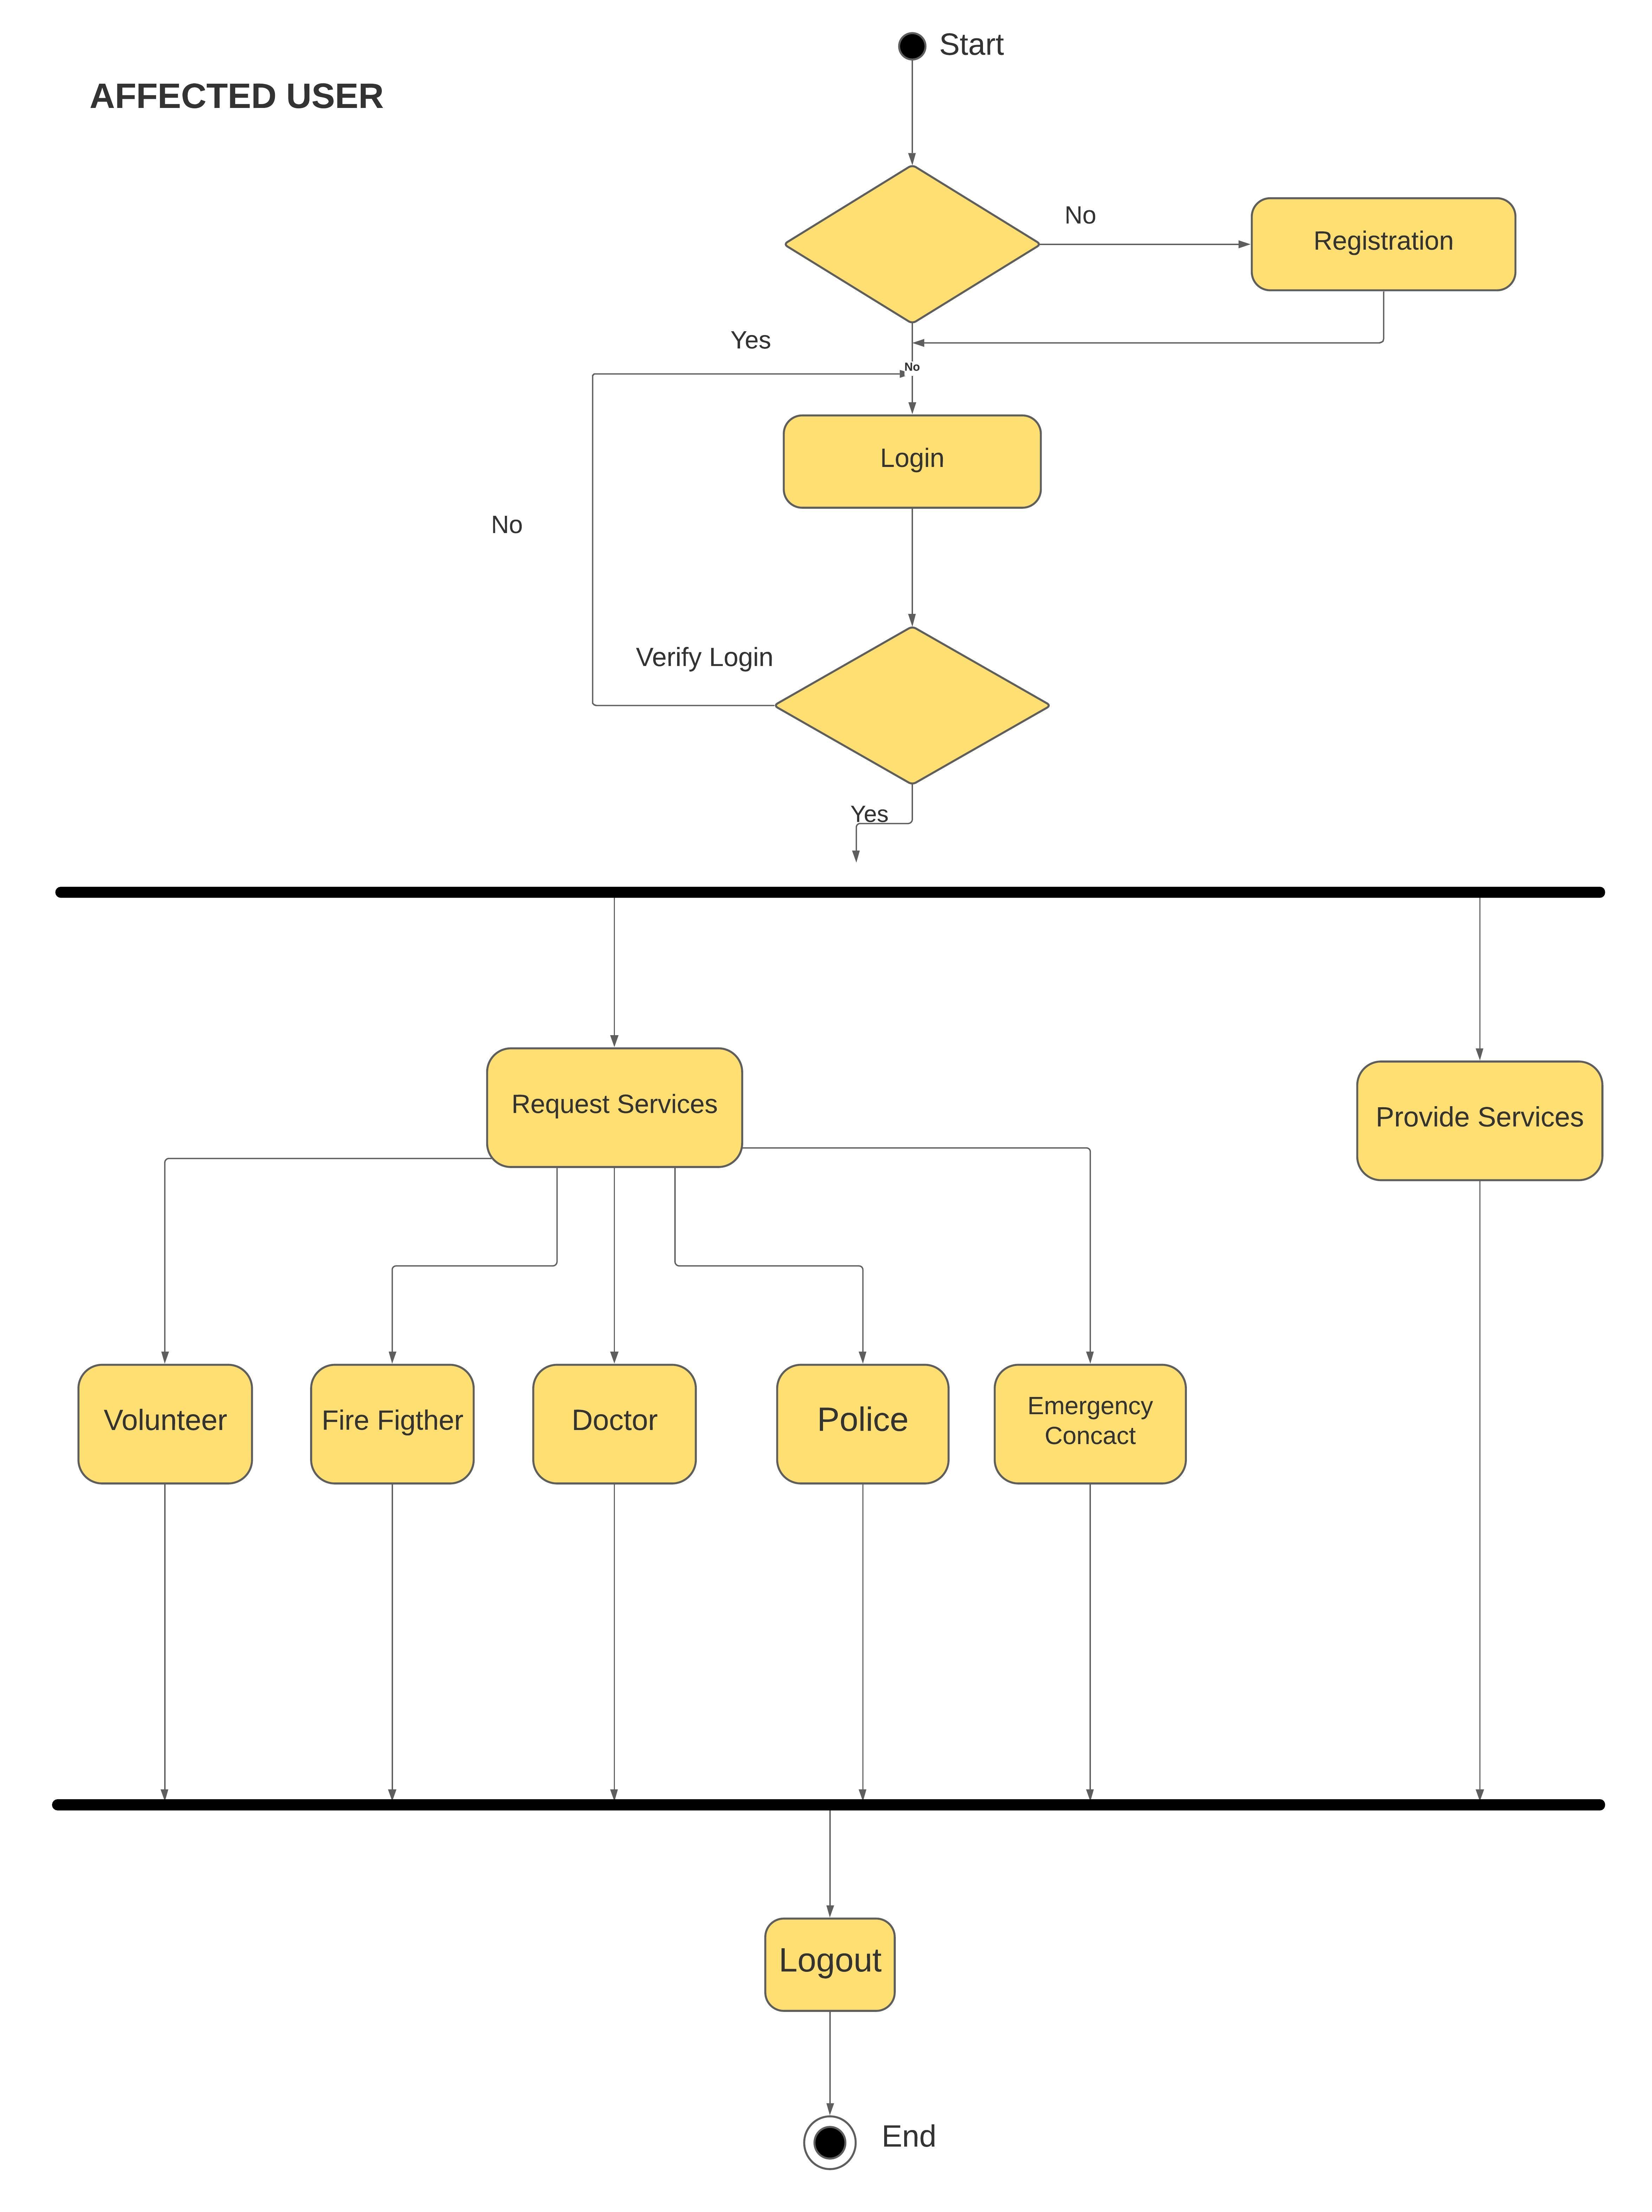 Start
AFFECTED USER
No
Registration
Yes
No
Login
No
Verify Login
Yes
Request Services
Provide Services
Volunteer
Fire Figther
Doctor
Police
Emergency
Concact
Logout
End